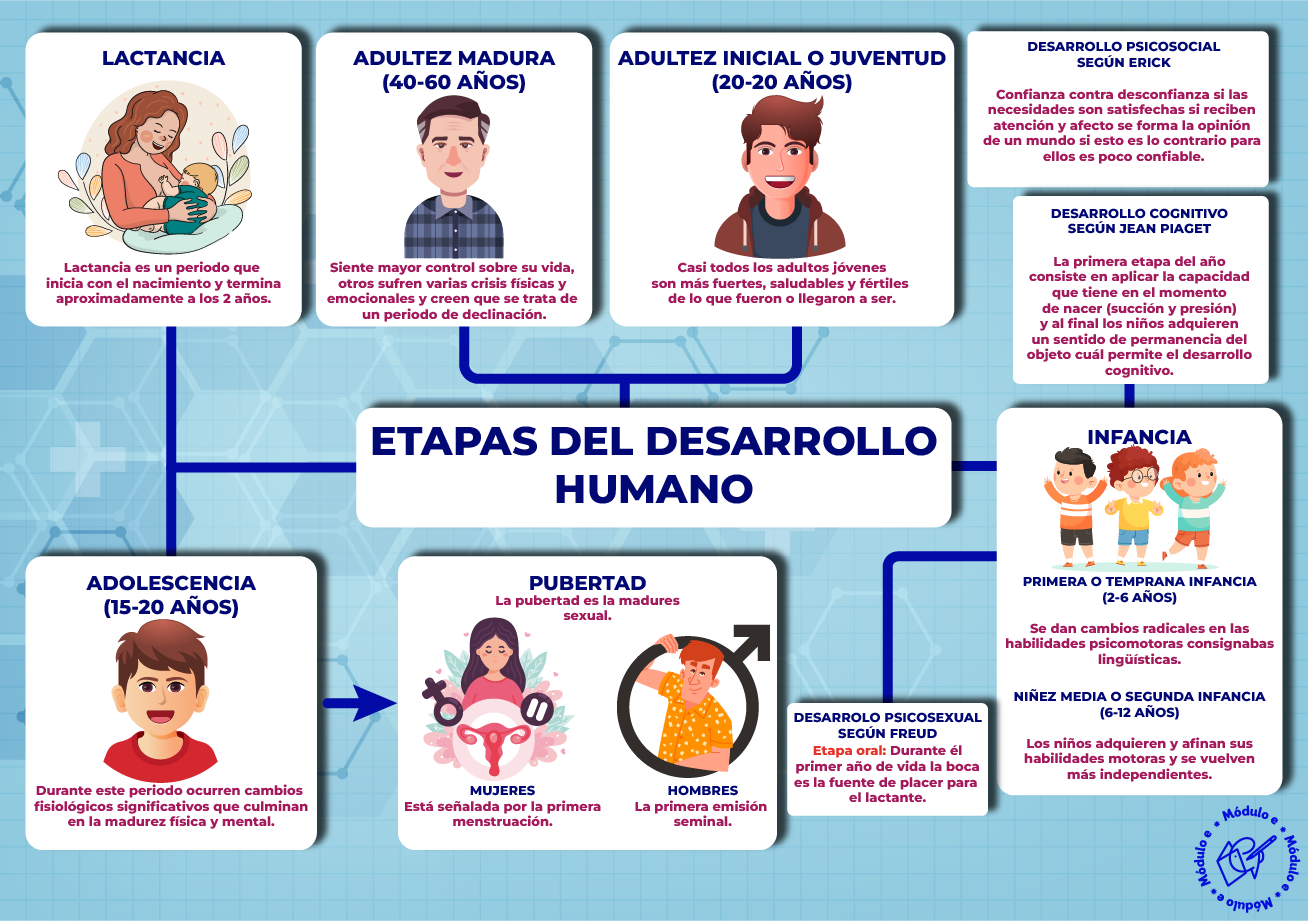 LACTANCIA
Lactancia es un periodo que
inicia con el nacimiento y termina
aproximadamente a los 2 años.
ADULTEZ MADURA
(40-60 AÑOS)
Siente mayor control sobre su vida,
otros sufren varias crisis físicas y
emocionales y creen que se trata de
un periodo de declinación.
ADULTEZ INICIAL O JUVENTUD
(20-20 AÑOS)
Casi todos los adultos jóvenes
son más fuertes, saludables y fértiles
de lo que fueron o llegaron a ser.
DESARROLLO PSICOSOCIAL
SEGÚN ERICK
Confianza contra desconfianza si las
necesidades son satisfechas si reciben
atención y afecto se forma la opinión
de un mundo si esto es lo contrario para
ellos es poco confiable.
DESARROLLO COGNITIVO
SEGÚN JEAN PIAGET
La primera etapa del año
consiste en aplicar la capacidad
que tiene en el momento
de nacer (succión y presión)
y al final los niños adquieren
un sentido de permanencia del
objeto cuál permite el desarrollo
cognitivo.
ETAPAS DEL DESARROLLO
HUMANO
INFANCIA
PRIMERA O TEMPRANA INFANCIA
(2-6 AÑOS)
Se dan cambios radicales en las
habilidades psicomotoras consignabas
lingüísticas.
NIÑEZ MEDIA O SEGUNDA INFANCIA
(6-12 AÑOS)
Los niños adquieren y afinan sus
habilidades motoras y se vuelven
más independientes.
ADOLESCENCIA
(15-20 AÑOS)
Durante este periodo ocurren cambios
fisiológicos significativos que culminan
en la madurez física y mental.
PUBERTAD
La pubertad es la madures
sexual.
MUJERES
Está señalada por la primera
menstruación.
HOMBRES
La primera emisión
seminal.
DESARROLO PSICOSEXUAL
SEGÚN FREUD
Etapa oral: Durante él
primer año de vida la boca
es la fuente de placer para
el lactante.
Módulo e * Módulo e * Módulo e * Módulo e *